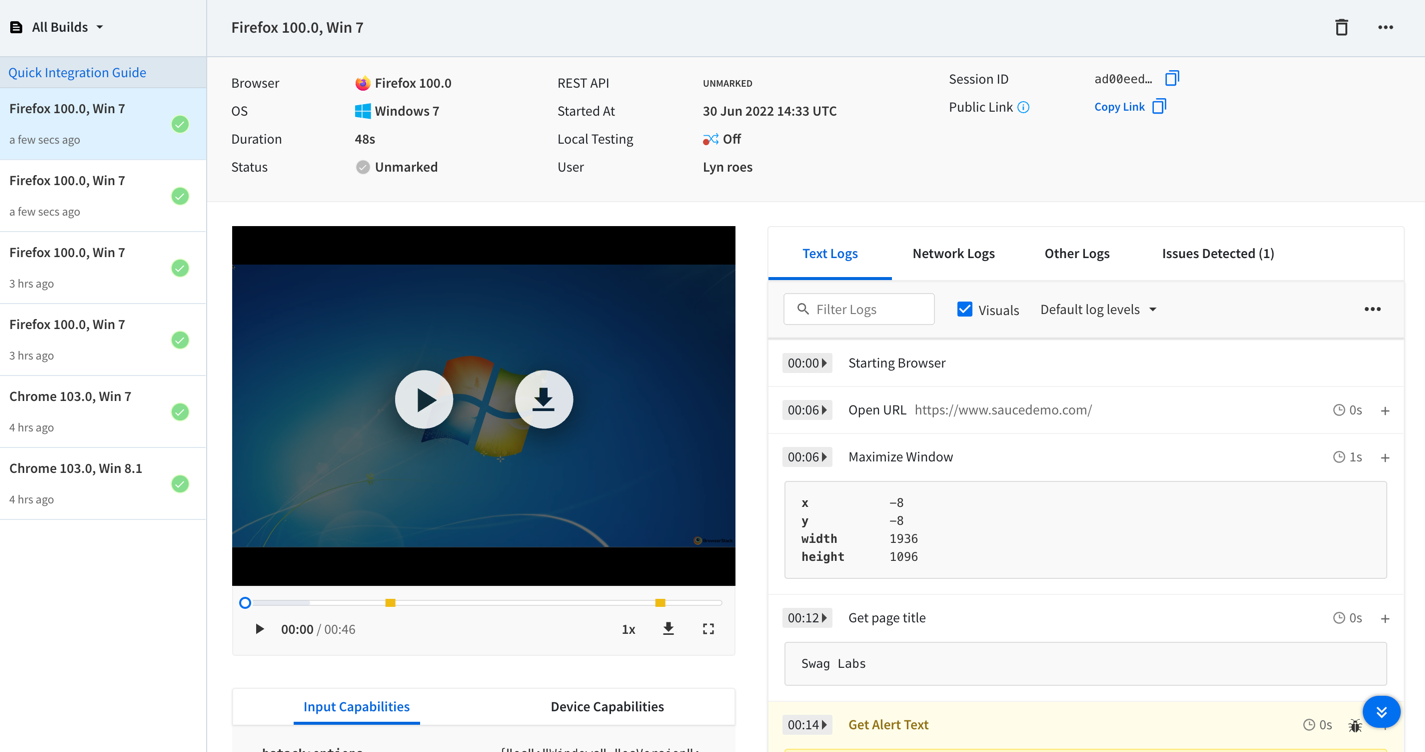 All Builds
Quick Integration Guide
Firefox 100.0, Win 7
a few secs ago
Firefox 100.0, Win 7
a few secs ago
Firefox 100.0, Win 7
3 hrs ago
Firefox 100.0, Win 7
3 hrs ago
Chrome 103.0, Win 7
4 hrs ago
Chrome 103.0, Win 8.1
4 hrs ago
Firefox 100.0, Win 7
Browser Firefox 100.0
OS Windows 7
Duration 48s
Status Unmarked
REST API UNMARKED
Started At 30 Jun 2022 14:33 UTC
Local Testing Off
User Lyn roes
Session ID ad00eed...
Public Link Copy Link
00:00 / 00:46 1x
Input Capabilities Device Capabilities
Text Logs Network Logs Other Logs Issues Detected (1)
Filter Logs Visuals Default log levels
00:00 Starting Browser
00:06 Open URL https://www.saucedemo.com/ 0s
00:06 Maximize Window 1s
x -8
y -8
width 1936
height 1096
00:12 Get page title 0s
Swag Labs
00:14 Get Alert Text 0s